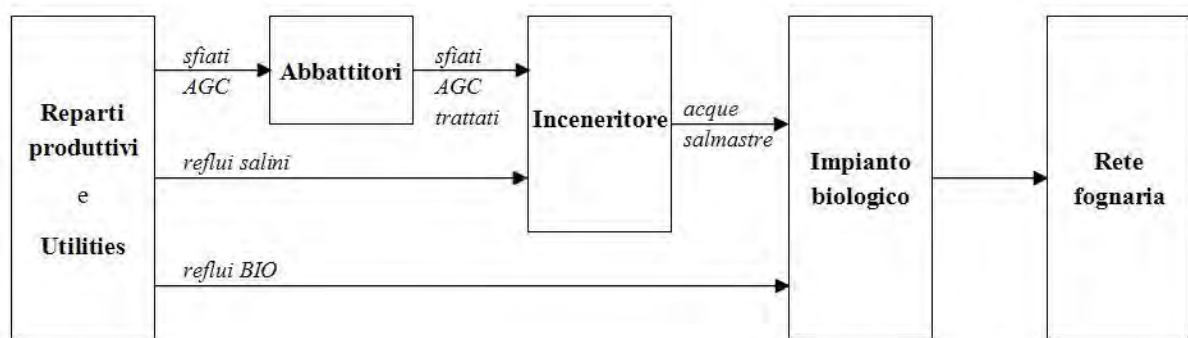 Reparti
produttivi
e
Utilities
sfiati
AGC
Abbattitori
sfiati
AGC
trattati
reflui salini
reflui BIO
Inceneritore
acque
salmastre
Impianto
biologico
Rete
fognaria